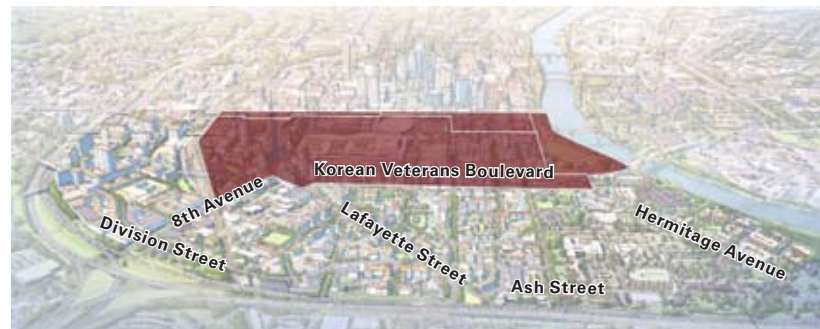 Korean Veterans Boulevard
8th Avenue
Division Street
Lafayette Street
Hermitage Avenue
Ash Street